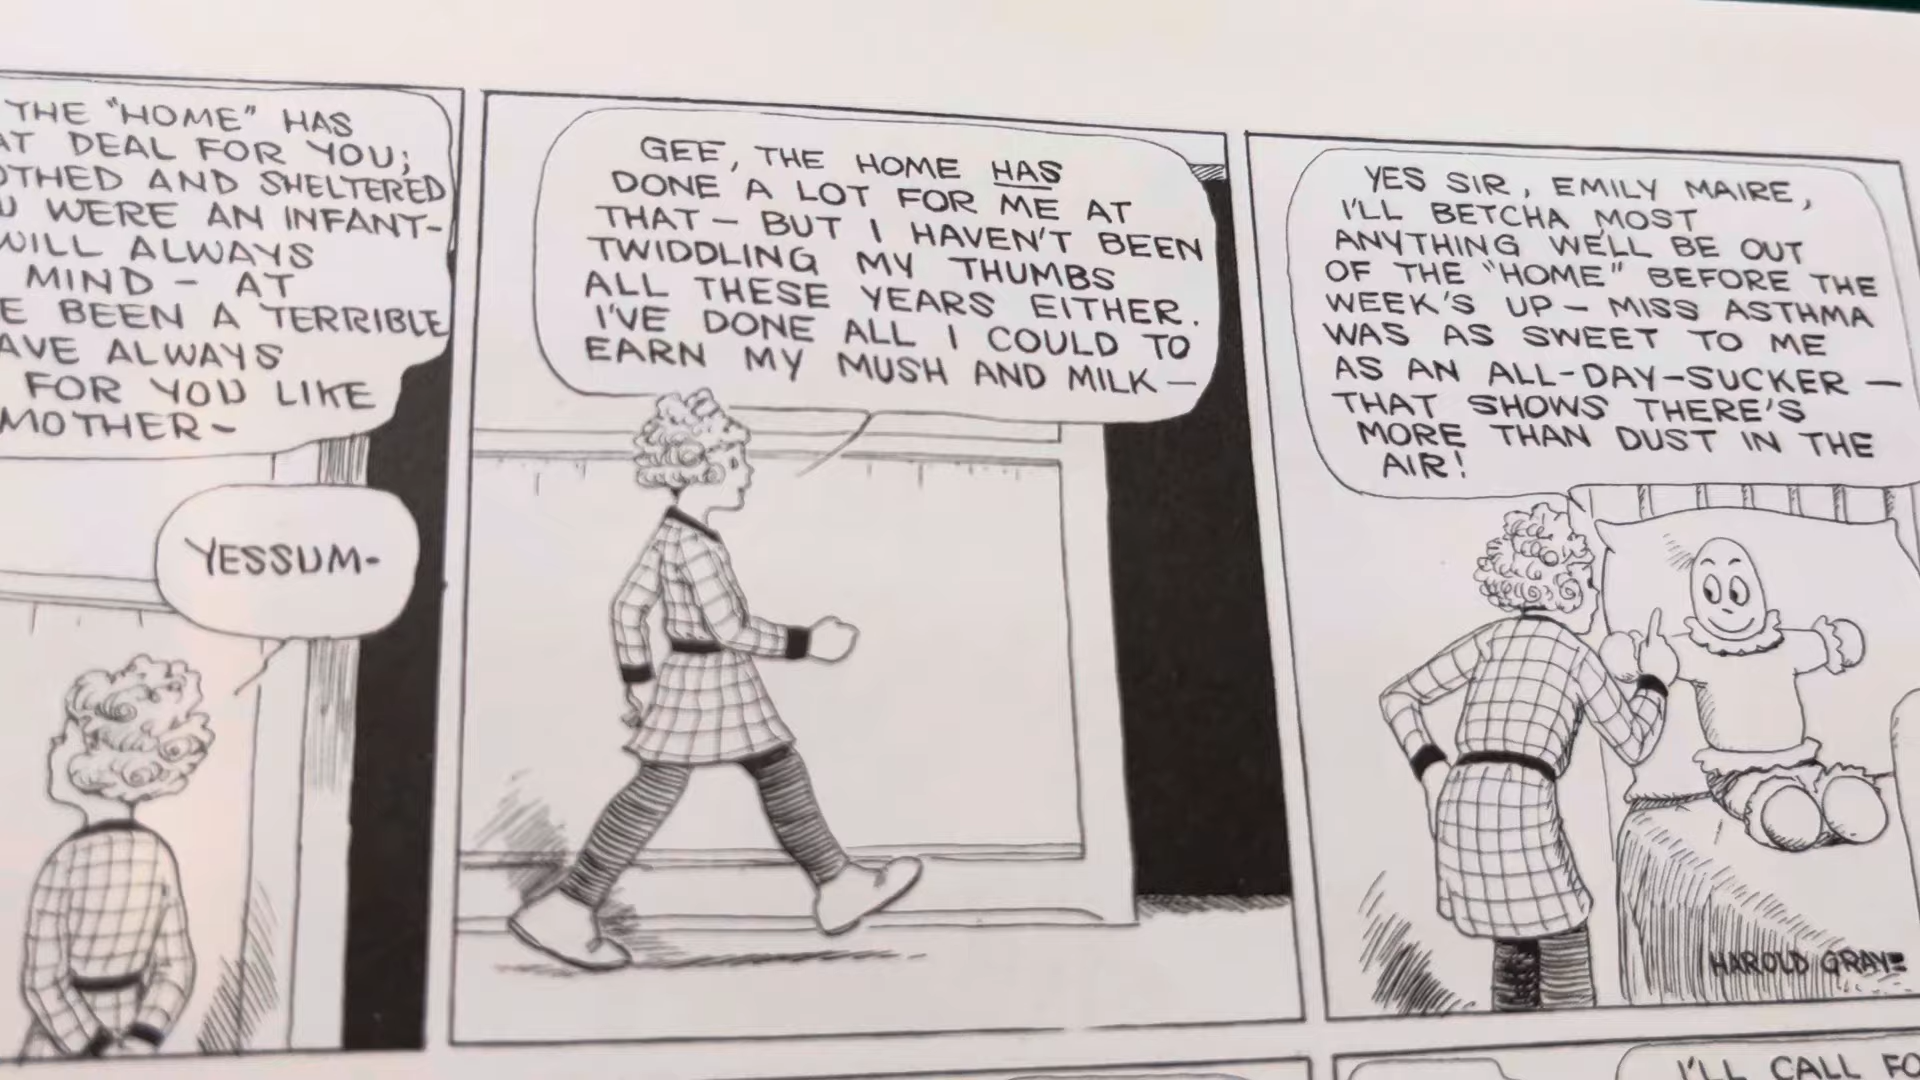 THE "HOME" HAS
DEAL FOR YOU;
AND SHELTERED
WERE AN INFANT-
WILL ALWAYS
MIND - AT
BEEN A TERRIBLE
ALWAYS
FOR YOU LIKE
MOTHER-
YESSUM-
GEE, THE HOME HAS
DONE A LOT FOR ME AT
THAT - BUT I HAVEN'T BEEN
TWIDDLING MY THUMBS
ALL THESE YEARS EITHER.
I'VE DONE ALL I COULD TO
EARN MY MUSH AND MILK -
YES SIR, EMILY MAIRE,
I'LL BETCHA MOST
ANYTHING WE'LL BE OUT
OF THE "HOME" BEFORE THE
WEEK'S UP - MISS ASTHMA
WAS AS SWEET TO ME
AS AN ALL-DAY-SUCKER -
THAT SHOWS THERE'S
MORE THAN DUST IN THE
AIR!
HAROLD GRAY
I'LL CALL